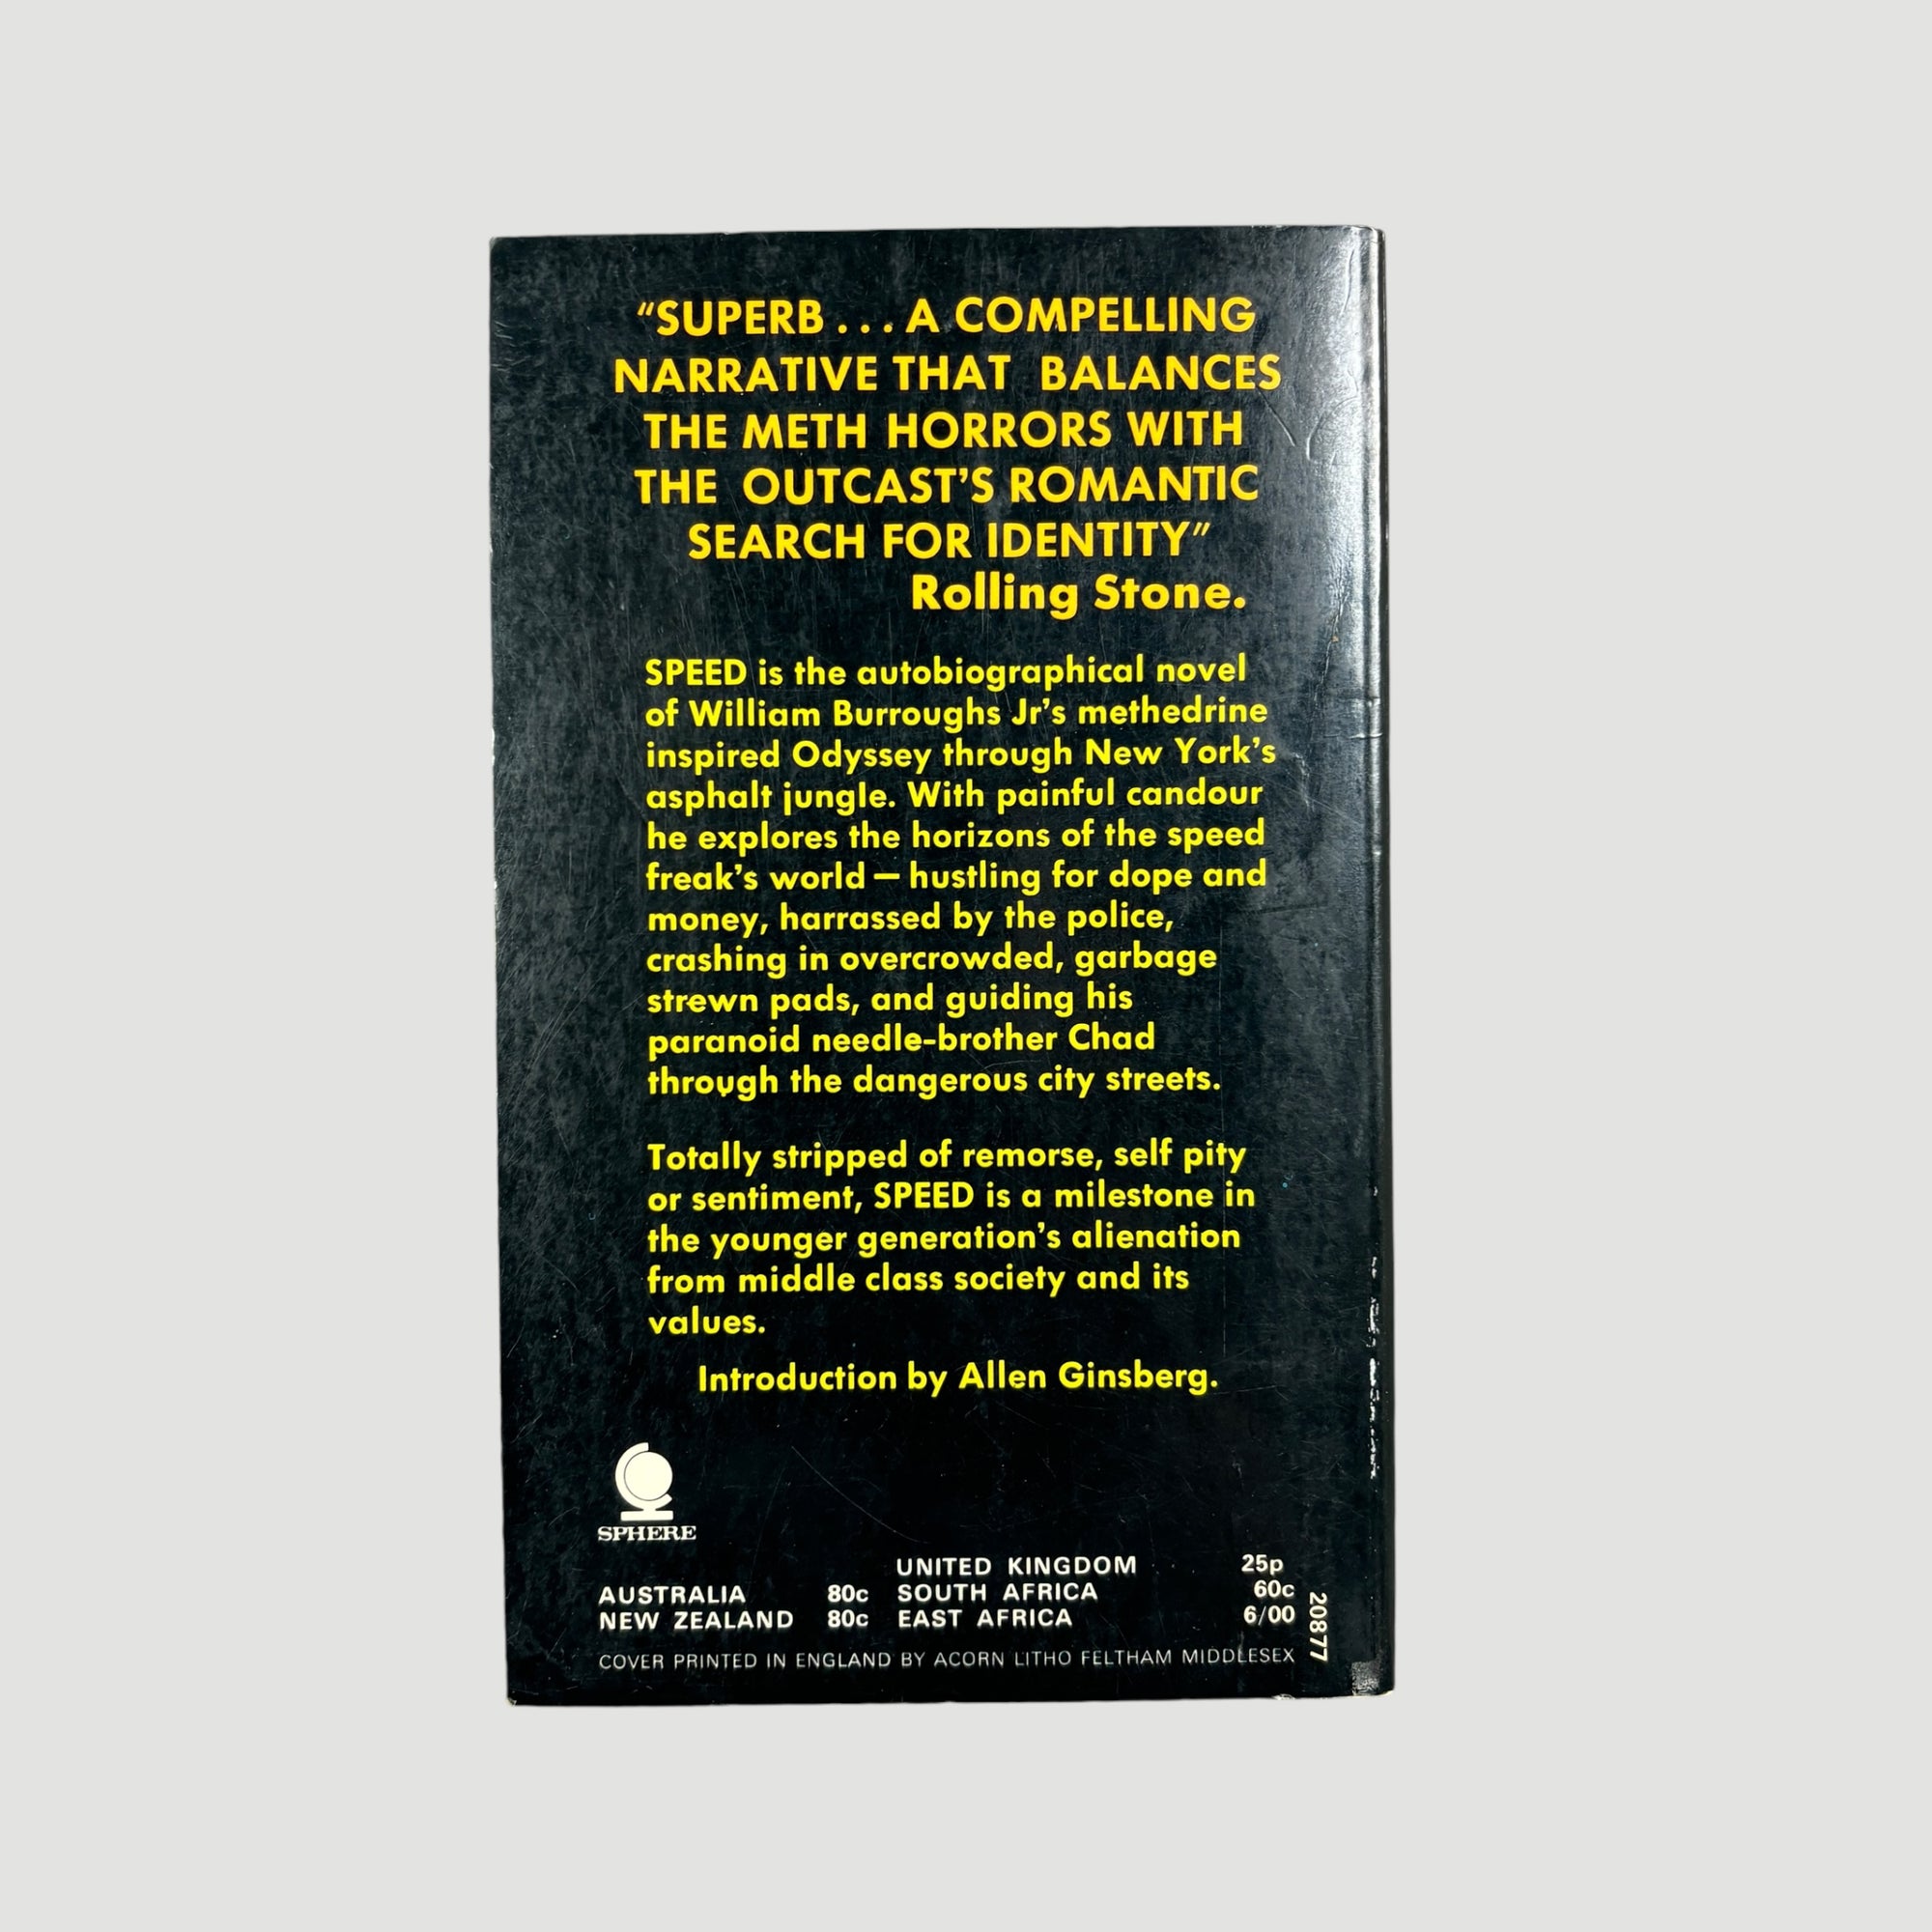 “SUPERB . . . A COMPELLING
NARRATIVE THAT BALANCES
THE METH HORRORS WITH
THE OUTCAST’S ROMANTIC
SEARCH FOR IDENTITY”
Rolling Stone.
SPEED is the autobiographical novel
of William Burroughs Jr’s methedrine
inspired Odyssey through New York’s
asphalt jungle. With painful candour
he explores the horizons of the speed
freak’s world — hustling for dope and
money, harrassed by the police,
crashing in overcrowded, garbage
strewn pads, and guiding his
paranoid needle-brother Chad
through the dangerous city streets.
Totally stripped of remorse, self pity
or sentiment, SPEED is a milestone in
the younger generation’s alienation
from middle class society and its
values.
Introduction by Allen Ginsberg.
SPHERE
UNITED KINGDOM 25p
AUSTRALIA 80c SOUTH AFRICA 60c
NEW ZEALAND 80c EAST AFRICA 6/00
20877
COVER PRINTED IN ENGLAND BY ACORN LITHO FELTHAM MIDDLESEX